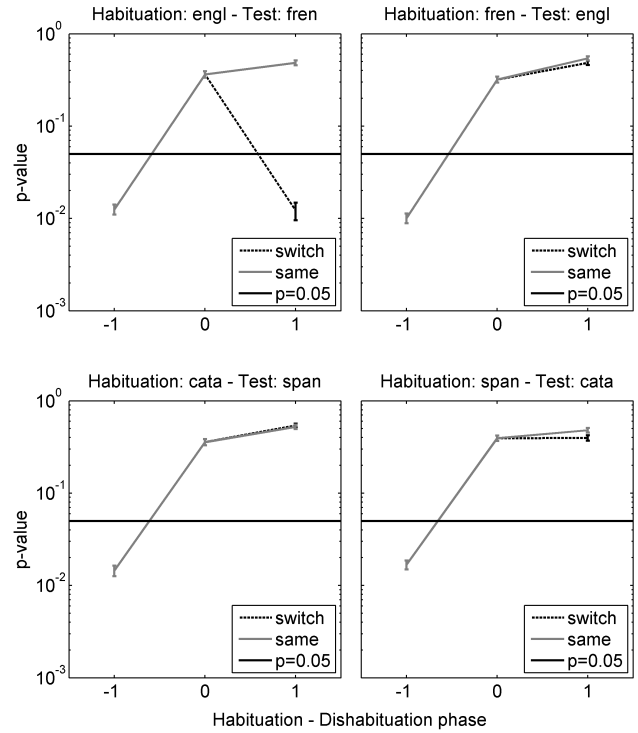 Habituation: engl - Test: fren
Habituation: fren - Test: engl
10^0
10^-1
10^-2
10^-3
p-value
switch
same
p=0.05
switch
same
p=0.05
-1 0 1
-1 0 1
Habituation: cata - Test: span
Habituation: span - Test: cata
10^0
10^-1
10^-2
10^-3
p-value
switch
same
p=0.05
switch
same
p=0.05
-1 0 1
-1 0 1
Habituation - Dishabituation phase